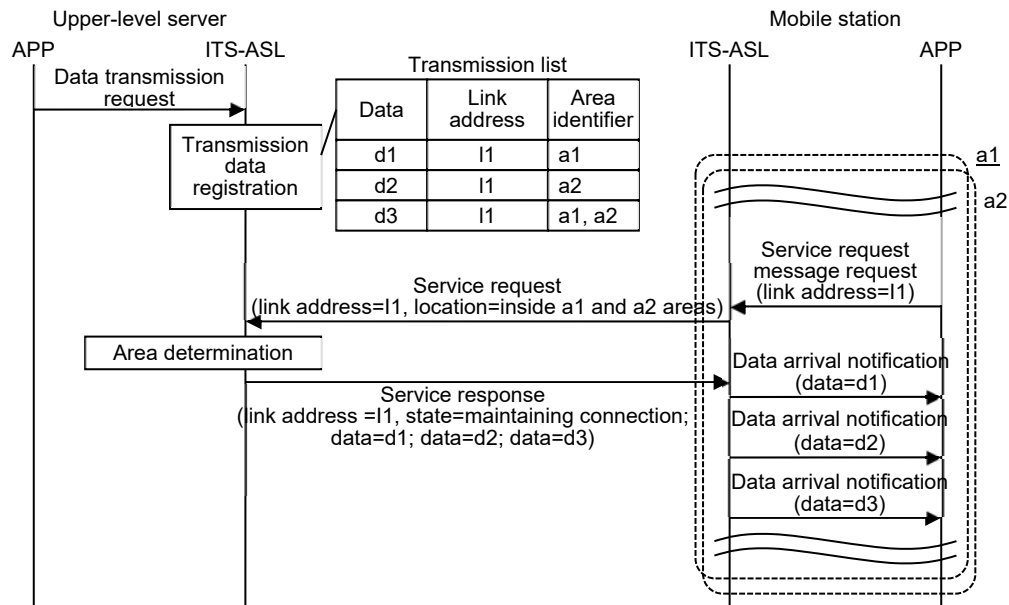 Upper-level server
Mobile station
APP
ITS-ASL
ITS-ASL
APP
Data transmission
request
Transmission
data
registration
Transmission list
Data
Link
address
Area
identifier
d1
l1
a1
d2
l1
a2
d3
l1
a1, a2
a1
a2
Service request
message request
(link address=l1)
Service request
(link address=l1, location=inside a1 and a2 areas)
Area determination
Service response
(link address =l1, state=maintaining connection;
data=d1; data=d2; data=d3)
Data arrival notification
(data=d1)
Data arrival notification
(data=d2)
Data arrival notification
(data=d3)